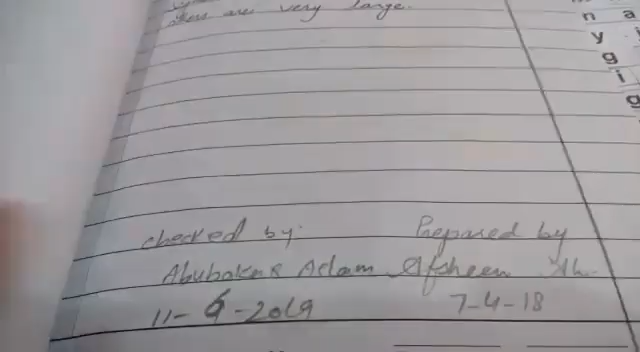 there are very large.
checked by: Prepared by
Abubakar Adam Afsheen
11-6-2019 7-4-18
n a
y
g
i
g